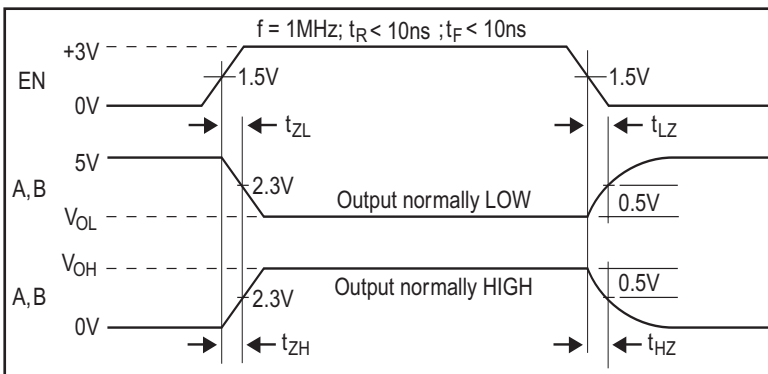 f = 1MHz; tR < 10ns ; tF < 10ns
+3V
EN
1.5V
1.5V
0V
tZL
tLZ
5V
A,B
2.3V
Output normally LOW
0.5V
VOL
VOH
0.5V
A,B
2.3V
Output normally HIGH
0V
tZH
tHZ